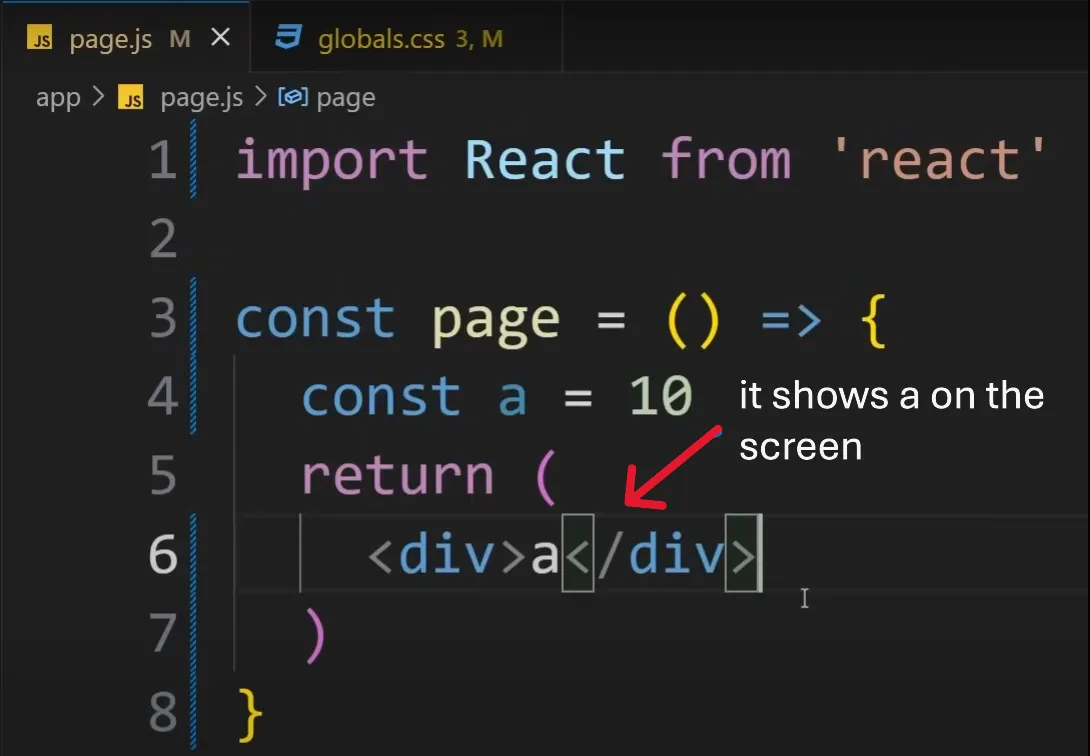 JS page.js M ×
globals.css 3, M
app > JS page.js > page
1 import React from 'react'
2
3 const page = () => {
4 const a = 10
it shows a on the
screen
5 return (
6 <div>a</div>
7 )
8 }